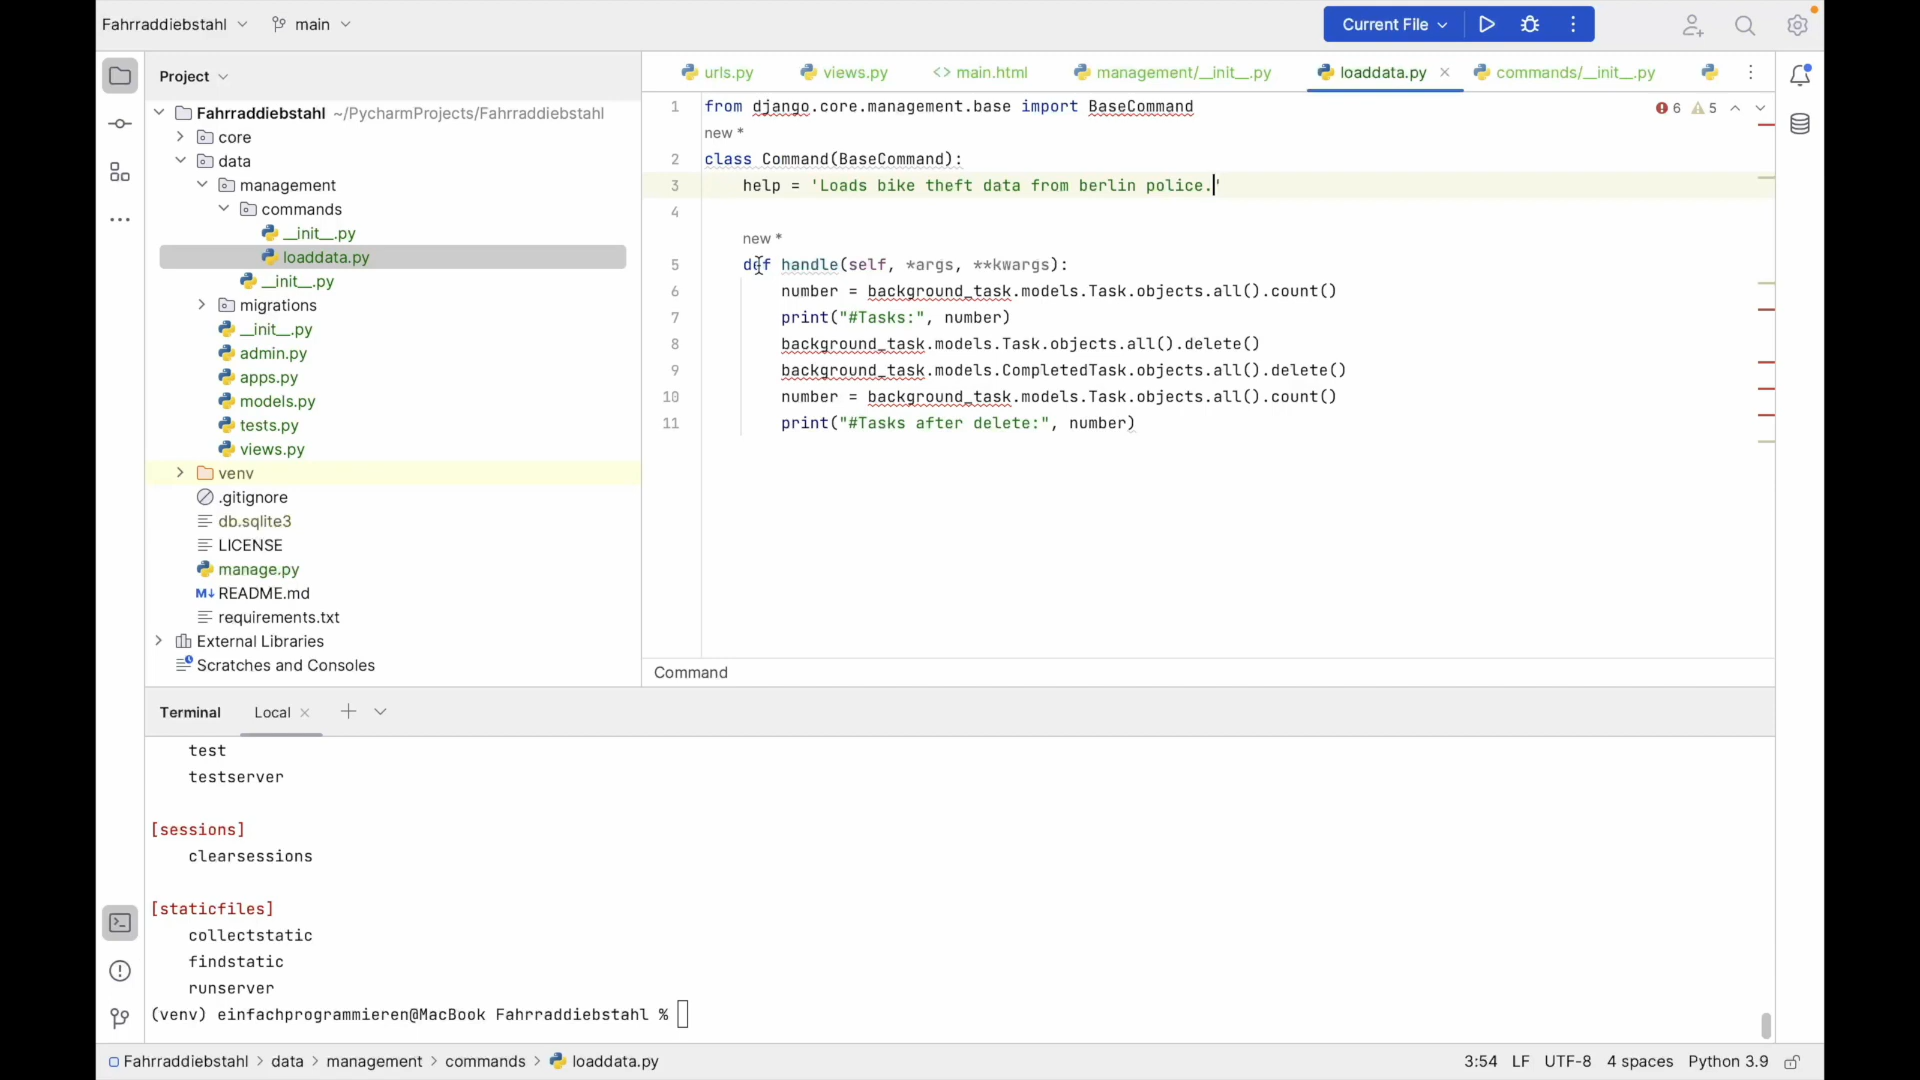 Fahrraddiebstahl main Current File
Project
urls.py views.py <> main.html management/__init__.py loaddata.py commands/__init__.py
Fahrraddiebstahl ~/PycharmProjects/Fahrraddiebstahl
core
data
management
commands
__init__.py
loaddata.py
__init__.py
migrations
__init__.py
admin.py
apps.py
models.py
tests.py
views.py
venv
.gitignore
db.sqlite3
LICENSE
manage.py
M↓ README.md
requirements.txt
External Libraries
Scratches and Consoles
6 5
1 from django.core.management.base import BaseCommand
new *
2 class Command(BaseCommand):
3 help = 'Loads bike theft data from berlin police.'
4
new *
5 def handle(self, *args, **kwargs):
6 number = background_task.models.Task.objects.all().count()
7 print("#Tasks:", number)
8 background_task.models.Task.objects.all().delete()
9 background_task.models.CompletedTask.objects.all().delete()
10 number = background_task.models.Task.objects.all().count()
11 print("#Tasks after delete:", number)
Command
Terminal Local
test
testserver
[sessions]
clearsessions
[staticfiles]
collectstatic
findstatic
runserver
(venv) einfachprogrammieren@MacBook Fahrraddiebstahl %
Fahrraddiebstahl > data > management > commands > loaddata.py 3:54 LF UTF-8 4 spaces Python 3.9